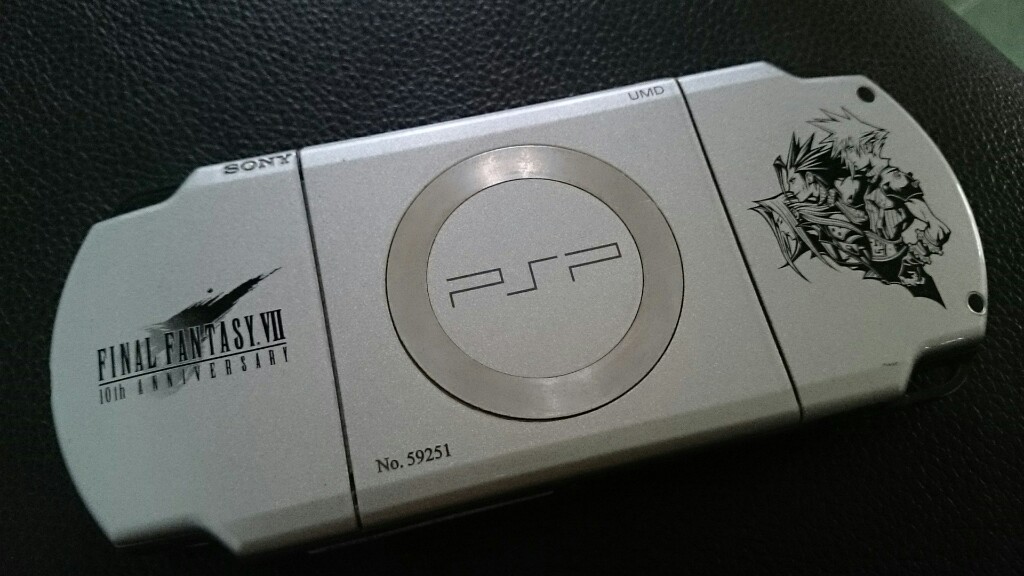 SONY
UMD
PSP
FINAL FANTASY.VII
10th ANNIVERSARY
No. 59251